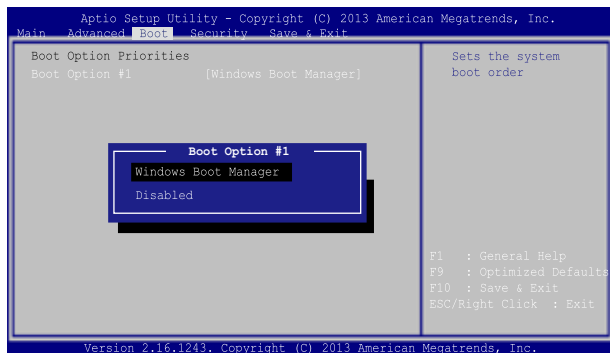 Aptio Setup Utility - Copyright (C) 2013 American Megatrends, Inc.
Main Advanced Boot Security Save & Exit
Boot Option Priorities
Boot Option #1 [Windows Boot Manager]
Sets the system
boot order
Boot Option #1
Windows Boot Manager
Disabled
F1 : General Help
F9 : Optimized Defaults
F10 : Save & Exit
ESC/Right Click : Exit
Version 2.16.1243. Copyright (C) 2013 American Megatrends, Inc.